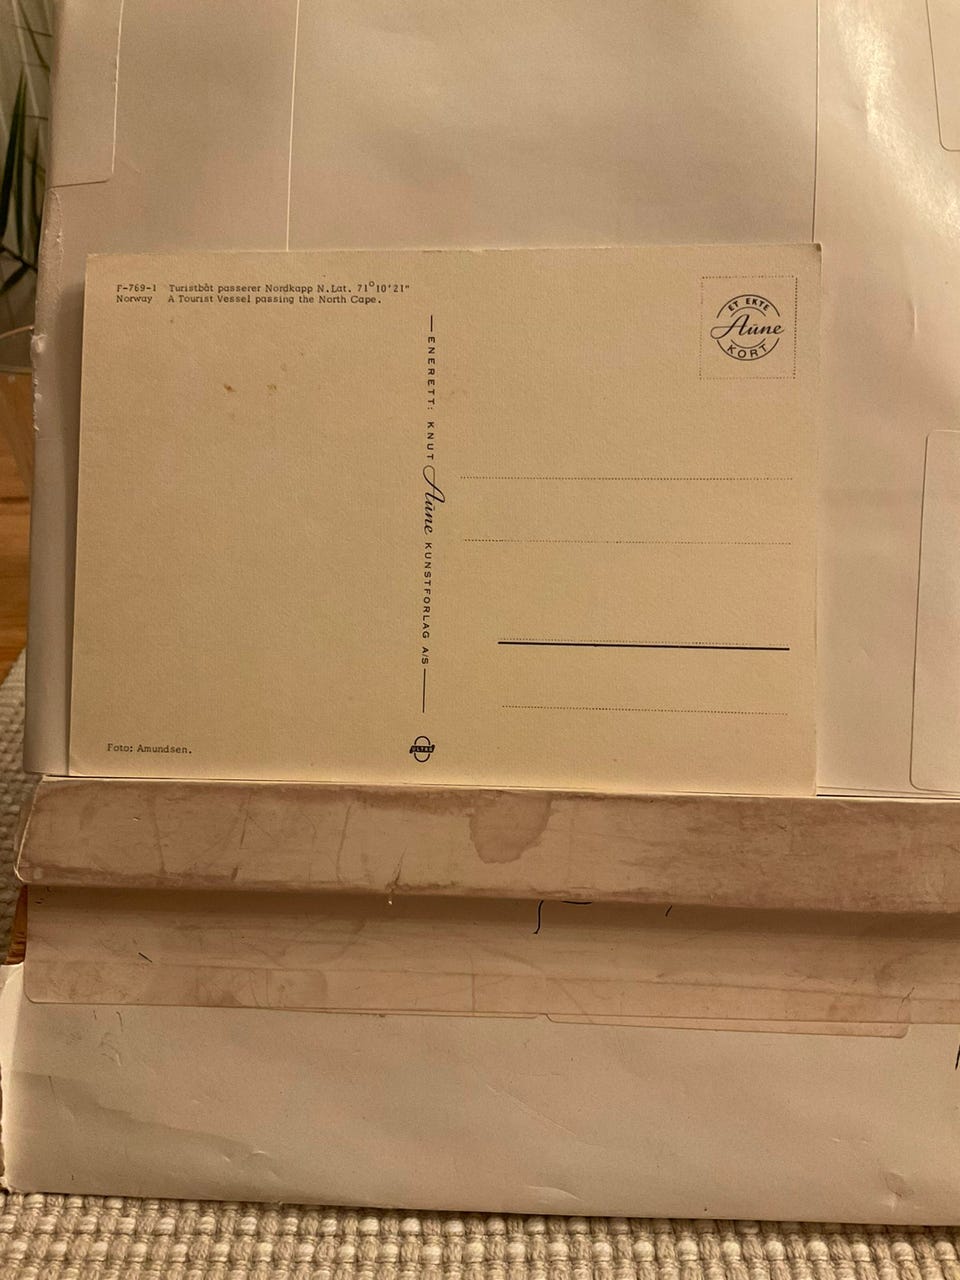 F-769-1 Turistbåt passerer Nordkapp N.Lat. 71°10'21"
Norway A Tourist Vessel passing the North Cape.
ET EKTE
Aune
KORT
ENERETT: KNUT Aune KUNSTFORLAG A/S
Foto: Amundsen.
ULTRA